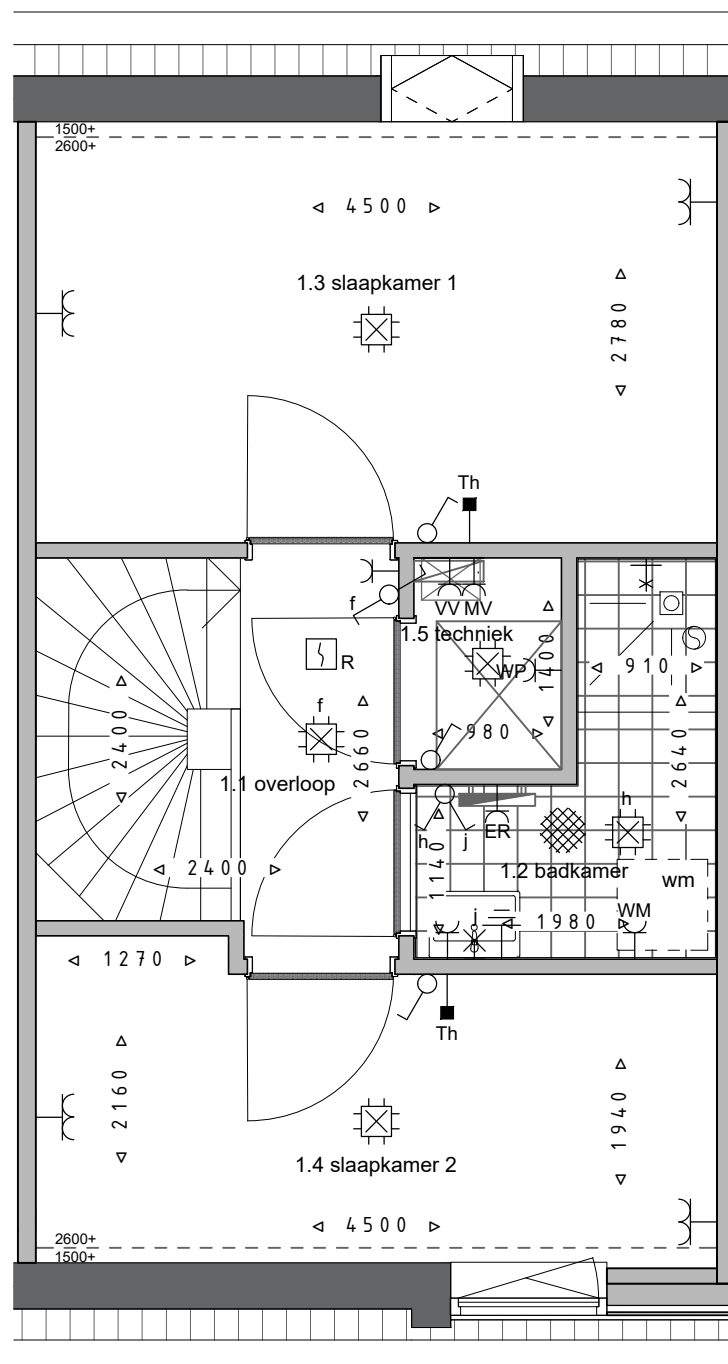 1500+
2600+
4500
1.3 slaapkamer 1
2780
Th
f
VV MV
1.5 techniek
R
WP
1400
910
f
980
2400
2660
2640
1.1 overloop
h
h
j
ER
1140
2400
1.2 badkamer
wm
WM
j
1980
1270
Th
2160
1940
1.4 slaapkamer 2
4500
2600+
1500+